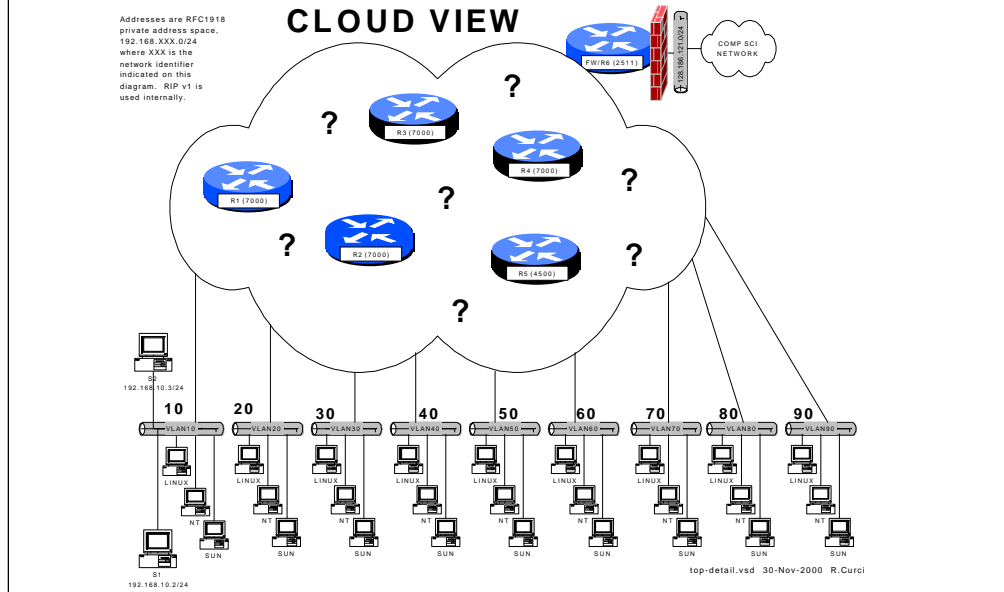 CLOUD VIEW
Addresses are RFC1918
private address space,
192.168.XXX.0/24
where XXX is the
network identifier
indicated on this
diagram. RIP v1 is
used internally.
FW/R6 (2511)
128.186.121.0/24
COMP SCI
NETWORK
?
?
R3 (7000)
R4 (7000)
?
R1 (7000)
?
?
R2 (7000)
?
R5 (4500)
?
S2
192.168.10.3/24
10
20
30
40
50
60
70
80
90
VLAN10
VLAN20
VLAN30
VLAN40
VLAN50
VLAN60
VLAN70
VLAN80
VLAN90
LINUX
LINUX
LINUX
LINUX
LINUX
LINUX
LINUX
LINUX
LINUX
NT
NT
NT
NT
NT
NT
NT
NT
NT
SUN
SUN
SUN
SUN
SUN
SUN
SUN
SUN
SUN
S1
192.168.10.2/24
top-detail.vsd 30-Nov-2000 R.Curci